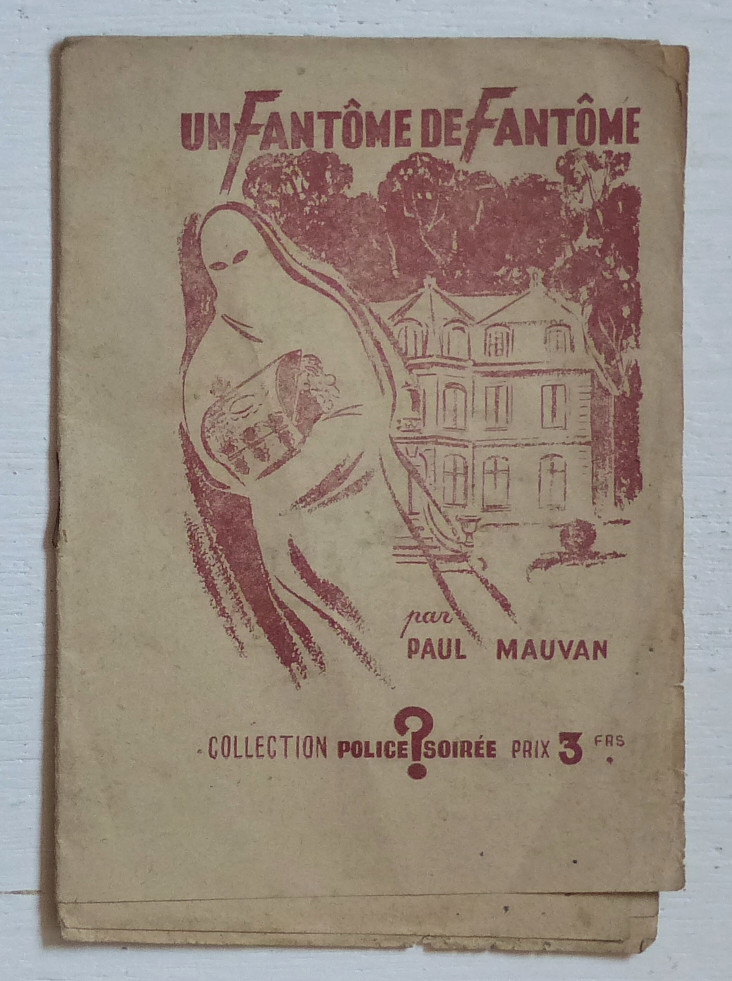 UN FANTÔME DE FANTÔME
par
PAUL MAUVAN
COLLECTION POLICE ? SOIRÉE PRIX 3 FRS